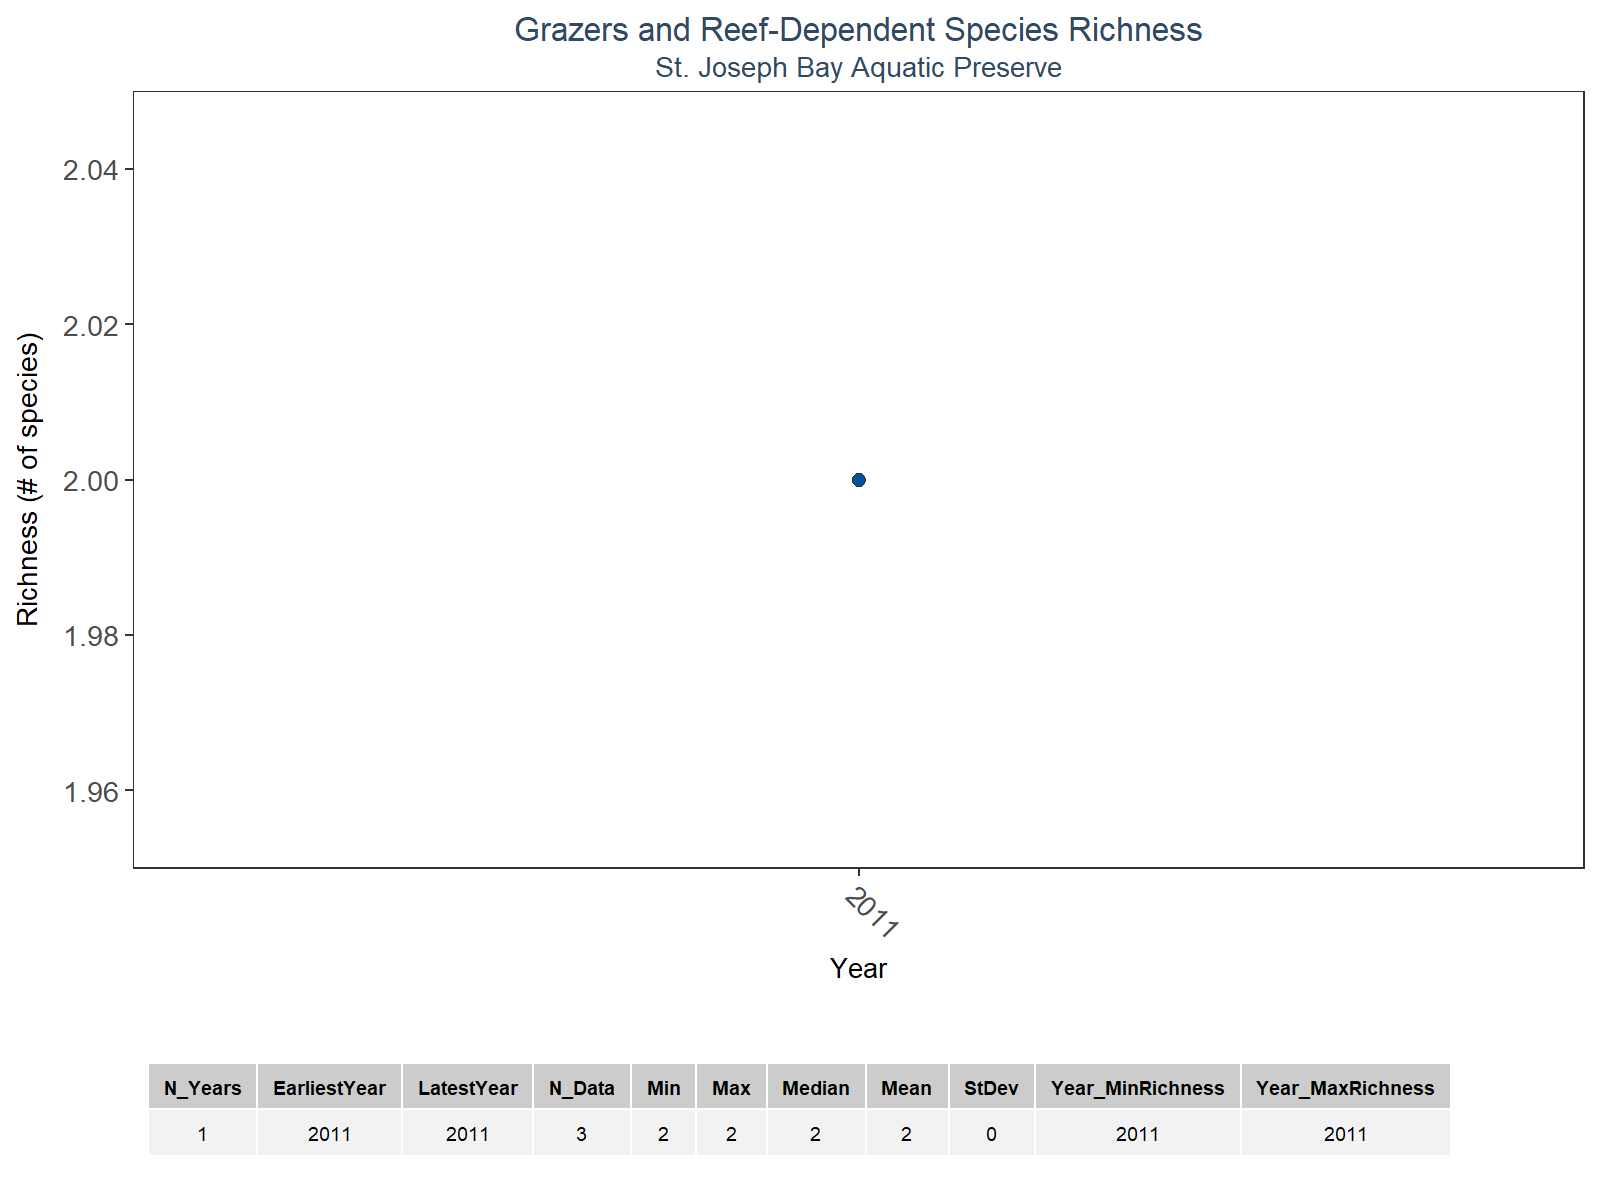 Grazers and Reef-Dependent Species Richness
St. Joseph Bay Aquatic Preserve
Richness (# of species)
2.04
2.02
2.00
1.98
1.96
2011
Year
N_Years EarliestYear LatestYear N_Data Min Max Median Mean StDev Year_MinRichness Year_MaxRichness
1 2011 2011 3 2 2 2 2 0 2011 2011